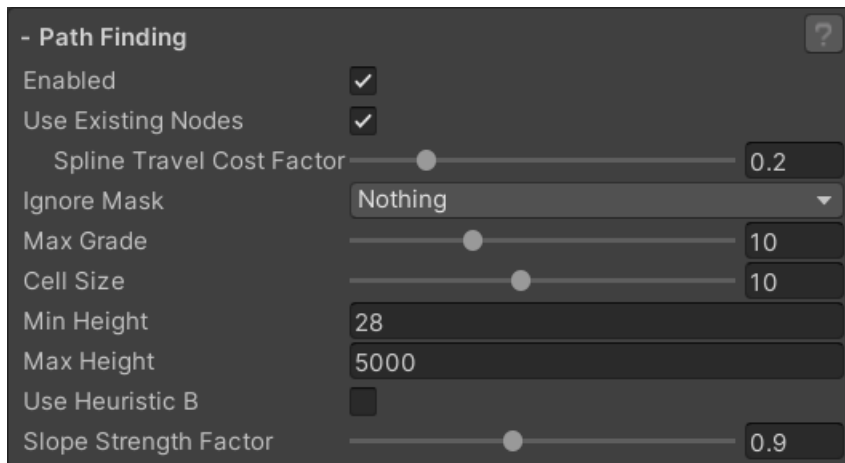 - Path Finding ?
Enabled
Use Existing Nodes
Spline Travel Cost Factor 0.2
Ignore Mask Nothing
Max Grade 10
Cell Size 10
Min Height 28
Max Height 5000
Use Heuristic B
Slope Strength Factor 0.9